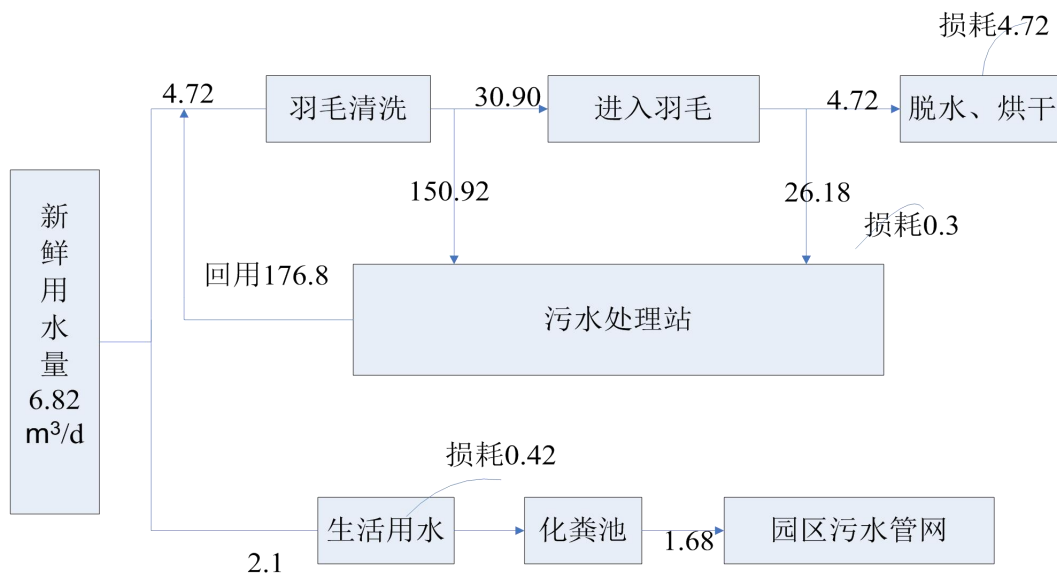 损耗4.72
4.72
羽毛清洗
30.90
进入羽毛
4.72
脱水、烘干
150.92
26.18
损耗0.3
新
鲜
用
水
量
6.82
m³/d
回用176.8
污水处理站
损耗0.42
生活用水
化粪池
1.68
园区污水管网
2.1